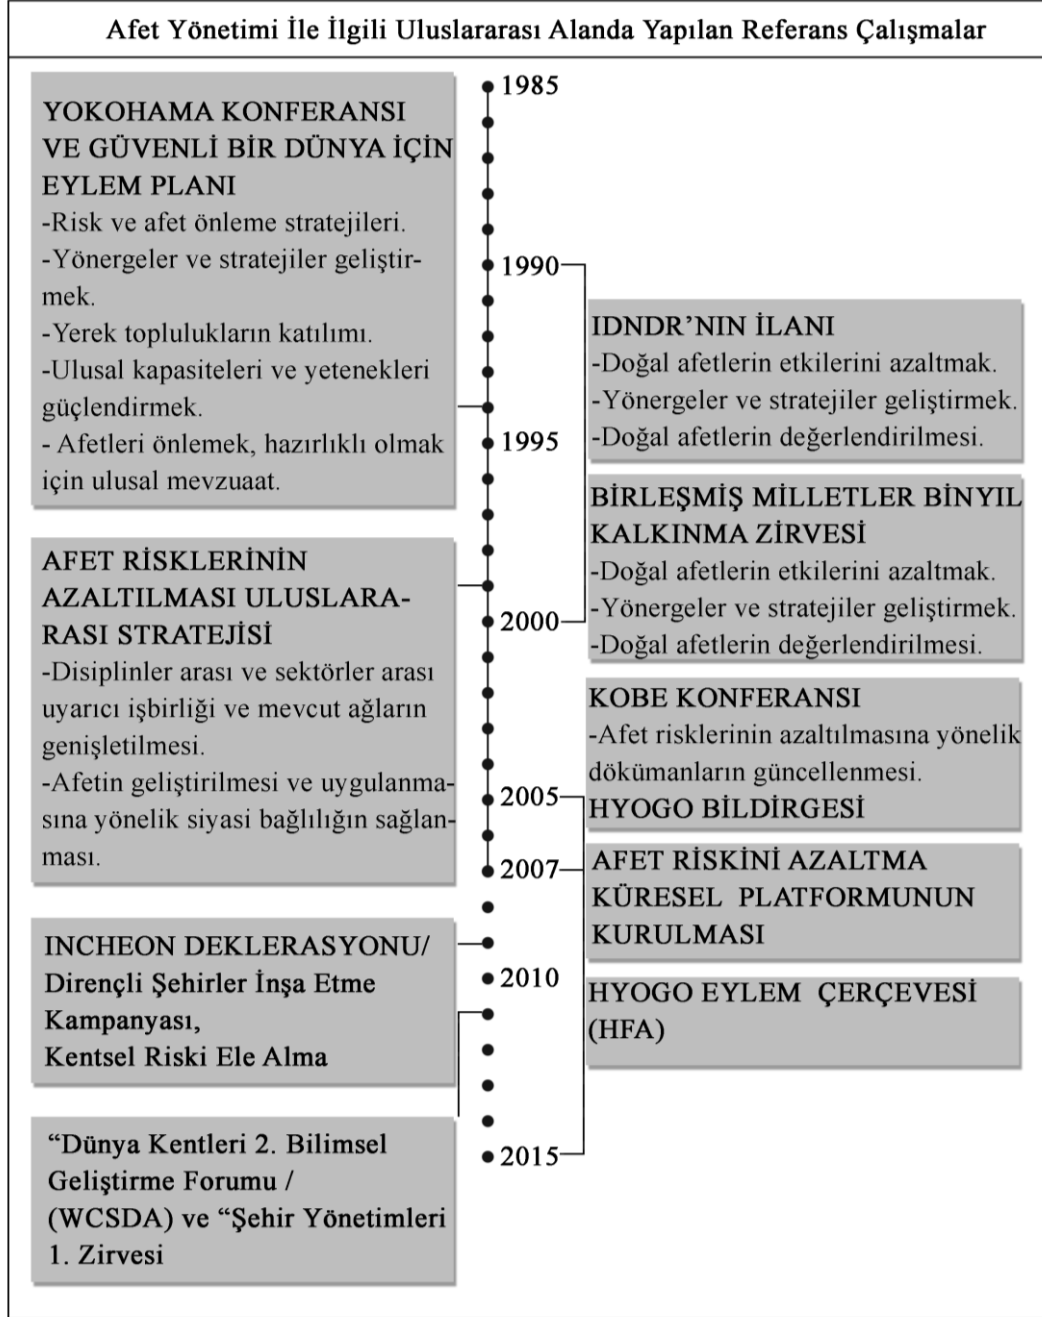 Afet Yönetimi İle İlgili Uluslararası Alanda Yapılan Referans Çalışmalar
YOKOHAMA KONFERANSI
VE GÜVENLİ BİR DÜNYA İÇİN
EYLEM PLANI
-Risk ve afet önleme stratejileri.
-Yönergeler ve stratejiler geliştir-
mek.
-Yerek toplulukların katılımı.
-Ulusal kapasiteleri ve yetenekleri
güçlendirmek.
- Afetleri önlemek, hazırlıklı olmak
için ulusal mevzuaat.
AFET RİSKLERİNİN
AZALTILMASI ULUSLARA-
RASI STRATEJİSİ
-Disiplinler arası ve sektörler arası
uyarıcı işbirliği ve mevcut ağların
genişletilmesi.
-Afetin geliştirilmesi ve uygulanma-
sına yönelik siyasi bağlılığın sağlan-
ması.
INCHEON DEKLERASYONU/
Dirençli Şehirler İnşa Etme
Kampanyası,
Kentsel Riski Ele Alma
“Dünya Kentleri 2. Bilimsel
Geliştirme Forumu /
(WCSDA) ve “Şehir Yönetimleri
1. Zirvesi
1985
1990
1995
2000
2005
2007
2010
2015
IDNDR’NIN İLANI
-Doğal afetlerin etkilerini azaltmak.
-Yönergeler ve stratejiler geliştirmek.
-Doğal afetlerin değerlendirilmesi.
BİRLEŞMİŞ MİLLETLER BİNYIL
KALKINMA ZİRVESİ
-Doğal afetlerin etkilerini azaltmak.
-Yönergeler ve stratejiler geliştirmek.
-Doğal afetlerin değerlendirilmesi.
KOBE KONFERANSI
-Afet risklerinin azaltılmasına yönelik
dökümanların güncellenmesi.
HYOGO BİLDİRGESİ
AFET RİSKİNİ AZALTMA
KÜRESEL PLATFORMUNUN
KURULMASI
HYOGO EYLEM ÇERÇEVESİ
(HFA)